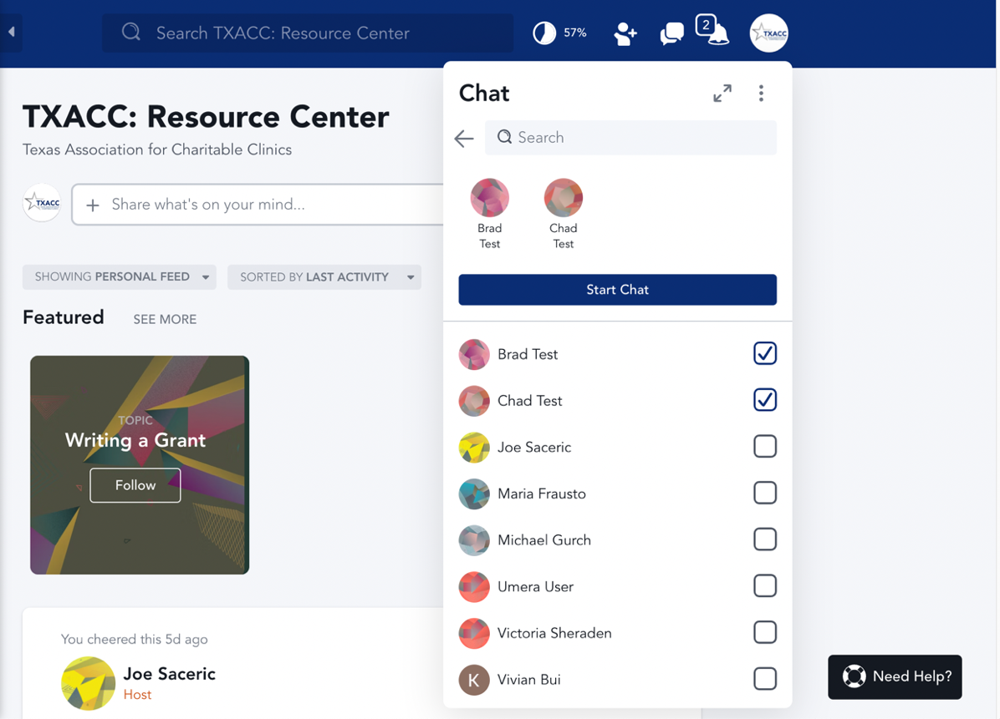 Search TXACC: Resource Center
57%
2
TXACC
Chat
Search
Brad
Test
Chad
Test
Start Chat
Brad Test
Chad Test
Joe Saceric
Maria Frausto
Michael Gurch
Umera User
Victoria Sheraden
K
Vivian Bui
TXACC: Resource Center
Texas Association for Charitable Clinics
TXACC
+ Share what's on your mind...
SHOWING PERSONAL FEED
SORTED BY LAST ACTIVITY
Featured
SEE MORE
TOPIC
Writing a Grant
Follow
You cheered this 5d ago
Joe Saceric
Host
Need Help?